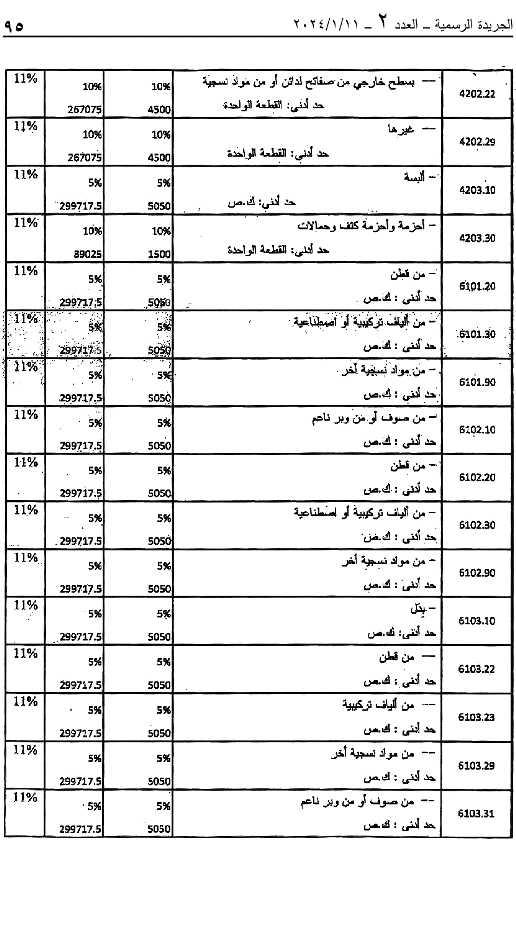 الجريدة الرسمية ــ العدد ٢ ــ ٢٠٢٤/١/١١ ٩٥
4202.22 –– بسطح خارجي من صفائح لدائن أو من مواد نسجية 10% 10% 11%
حد أدنى: القطعة الواحدة 4500 267075
4202.29 –– غيرها 10% 10% 11%
حد أدنى: القطعة الواحدة 4500 267075
4203.10 – ألبسة 5% 5% 11%
حد أدنى: ك.ص 5050 299717.5
4203.30 – أحزمة وأحزمة كتف وحمالات 10% 10% 11%
حد أدنى: القطعة الواحدة 1500 89025
6101.20 – من قطن 5% 5% 11%
حد أدنى : ك.ص 5050 299717.5
6101.30 – من ألياف تركيبية أو اصطناعية 5% 5% 11%
حد أدنى : ك.ص 5050 299717.5
6101.90 – من مواد نسجية أخر 5% 5% 11%
حد أدنى : ك.ص 5050 299717.5
6102.10 – من صوف أو من وبر ناعم 5% 5% 11%
حد أدنى : ك.ص 5050 299717.5
6102.20 – من قطن 5% 5% 11%
حد أدنى : ك.ص 5050 299717.5
6102.30 – من ألياف تركيبية أو اصطناعية 5% 5% 11%
حد أدنى : ك.ص 5050 299717.5
6102.90 – من مواد نسجية أخر 5% 5% 11%
حد أدنى : ك.ص 5050 299717.5
6103.10 – بِدَل 5% 5% 11%
حد أدنى: ك.ص 5050 299717.5
6103.22 –– من قطن 5% 5% 11%
حد أدنى : ك.ص 5050 299717.5
6103.23 –– من ألياف تركيبية 5% 5% 11%
حد أدنى : ك.ص 5050 299717.5
6103.29 –– من مواد نسجية أخر 5% 5% 11%
حد أدنى : ك.ص 5050 299717.5
6103.31 –– من صوف أو من وبر ناعم 5% 5% 11%
حد أدنى : ك.ص 5050 299717.5